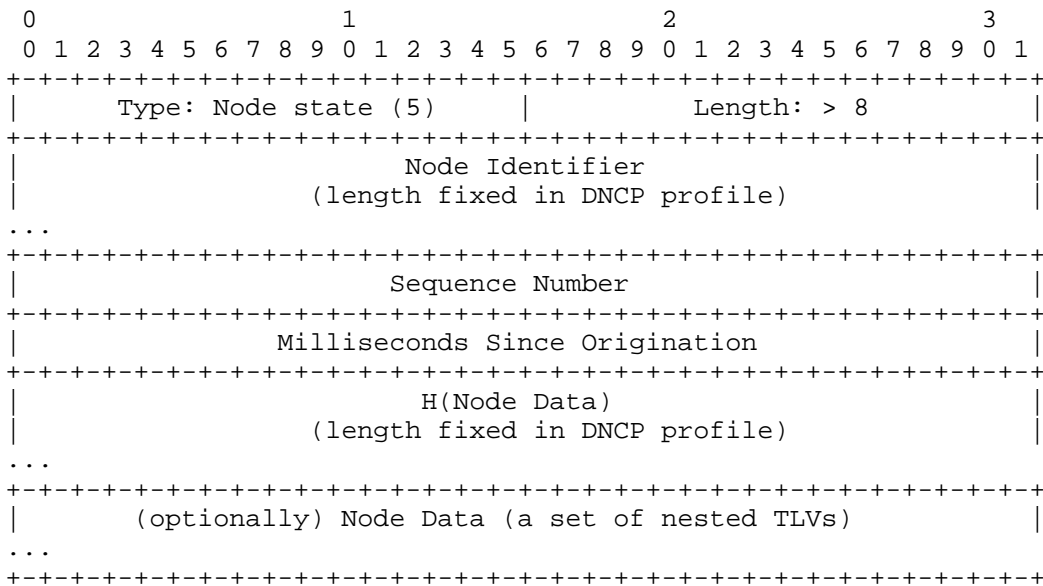 0                   1                   2                   3
 0 1 2 3 4 5 6 7 8 9 0 1 2 3 4 5 6 7 8 9 0 1 2 3 4 5 6 7 8 9 0 1
+-+-+-+-+-+-+-+-+-+-+-+-+-+-+-+-+-+-+-+-+-+-+-+-+-+-+-+-+-+-+-+-+
|      Type: Node state (5)     |          Length: > 8          |
+-+-+-+-+-+-+-+-+-+-+-+-+-+-+-+-+-+-+-+-+-+-+-+-+-+-+-+-+-+-+-+-+
|                        Node Identifier                        |
|                  (length fixed in DNCP profile)               |
...
+-+-+-+-+-+-+-+-+-+-+-+-+-+-+-+-+-+-+-+-+-+-+-+-+-+-+-+-+-+-+-+-+
|                       Sequence Number                         |
+-+-+-+-+-+-+-+-+-+-+-+-+-+-+-+-+-+-+-+-+-+-+-+-+-+-+-+-+-+-+-+-+
|                Milliseconds Since Origination                 |
+-+-+-+-+-+-+-+-+-+-+-+-+-+-+-+-+-+-+-+-+-+-+-+-+-+-+-+-+-+-+-+-+
|                         H(Node Data)                          |
|                  (length fixed in DNCP profile)               |
...
+-+-+-+-+-+-+-+-+-+-+-+-+-+-+-+-+-+-+-+-+-+-+-+-+-+-+-+-+-+-+-+-+
|       (optionally) Node Data (a set of nested TLVs)           |
...
+-+-+-+-+-+-+-+-+-+-+-+-+-+-+-+-+-+-+-+-+-+-+-+-+-+-+-+-+-+-+-+-+